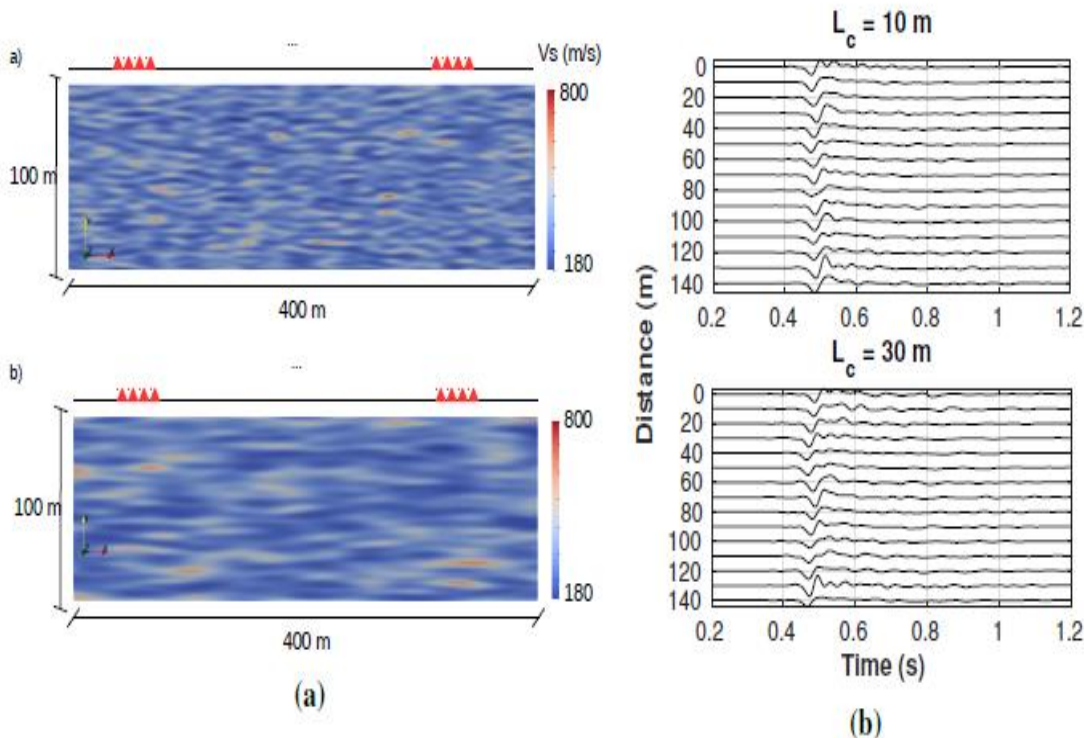 a)
...
Vs (m/s)
800
100 m
180
400 m
b)
...
800
100 m
180
400 m
(a)
L_c = 10 m
0
20
40
60
80
100
120
140
0.2 0.4 0.6 0.8 1 1.2
L_c = 30 m
0
20
40
60
80
100
120
140
0.2 0.4 0.6 0.8 1 1.2
Distance (m)
Time (s)
(b)